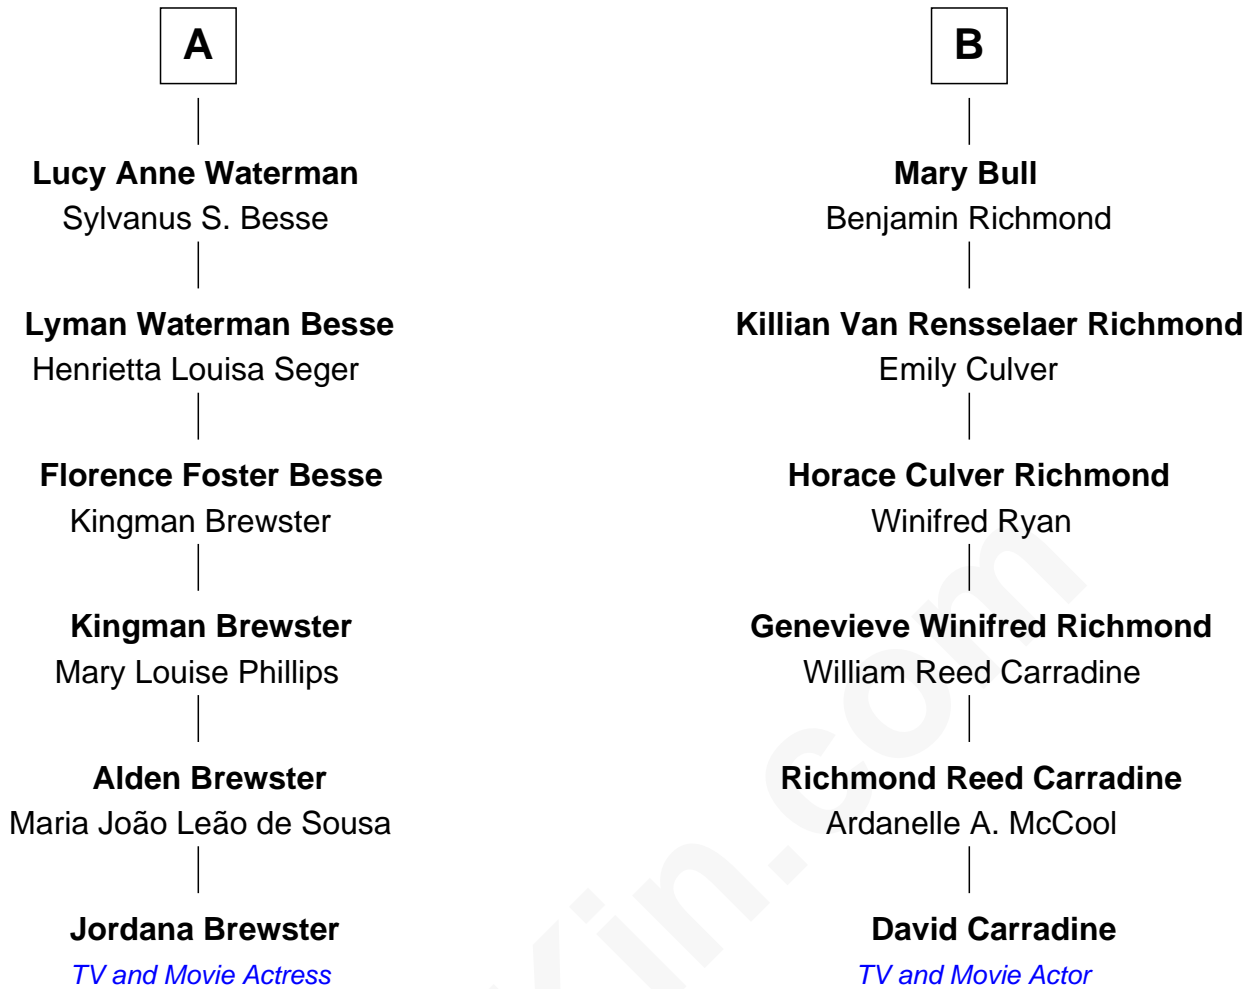 A
Lucy Anne Waterman
Sylvanus S. Besse
Lyman Waterman Besse
Henrietta Louisa Seger
Florence Foster Besse
Kingman Brewster
Kingman Brewster
Mary Louise Phillips
Alden Brewster
Maria João Leão de Sousa
Jordana Brewster
TV and Movie Actress
B
Mary Bull
Benjamin Richmond
Killian Van Rensselaer Richmond
Emily Culver
Horace Culver Richmond
Winifred Ryan
Genevieve Winifred Richmond
William Reed Carradine
Richmond Reed Carradine
Ardanelle A. McCool
David Carradine
TV and Movie Actor